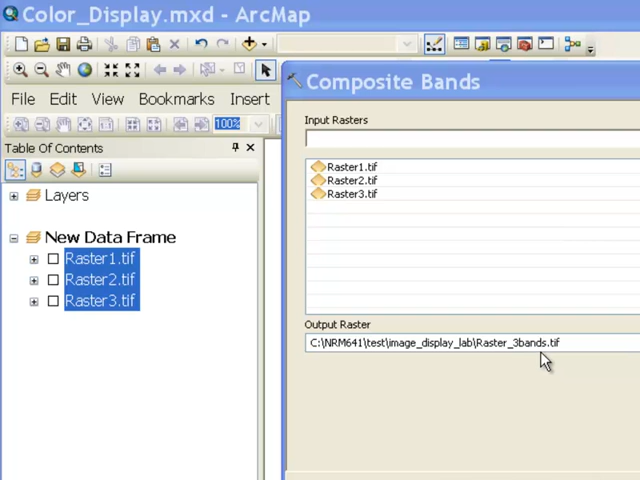 Color_Display.mxd - ArcMap
Composite Bands
File Edit View Bookmarks Insert
100%
Table Of Contents
Layers
New Data Frame
Raster1.tif
Raster2.tif
Raster3.tif
Input Rasters
Raster1.tif
Raster2.tif
Raster3.tif
Output Raster
C:\NRM641\test\image_display_lab\Raster_3bands.tif